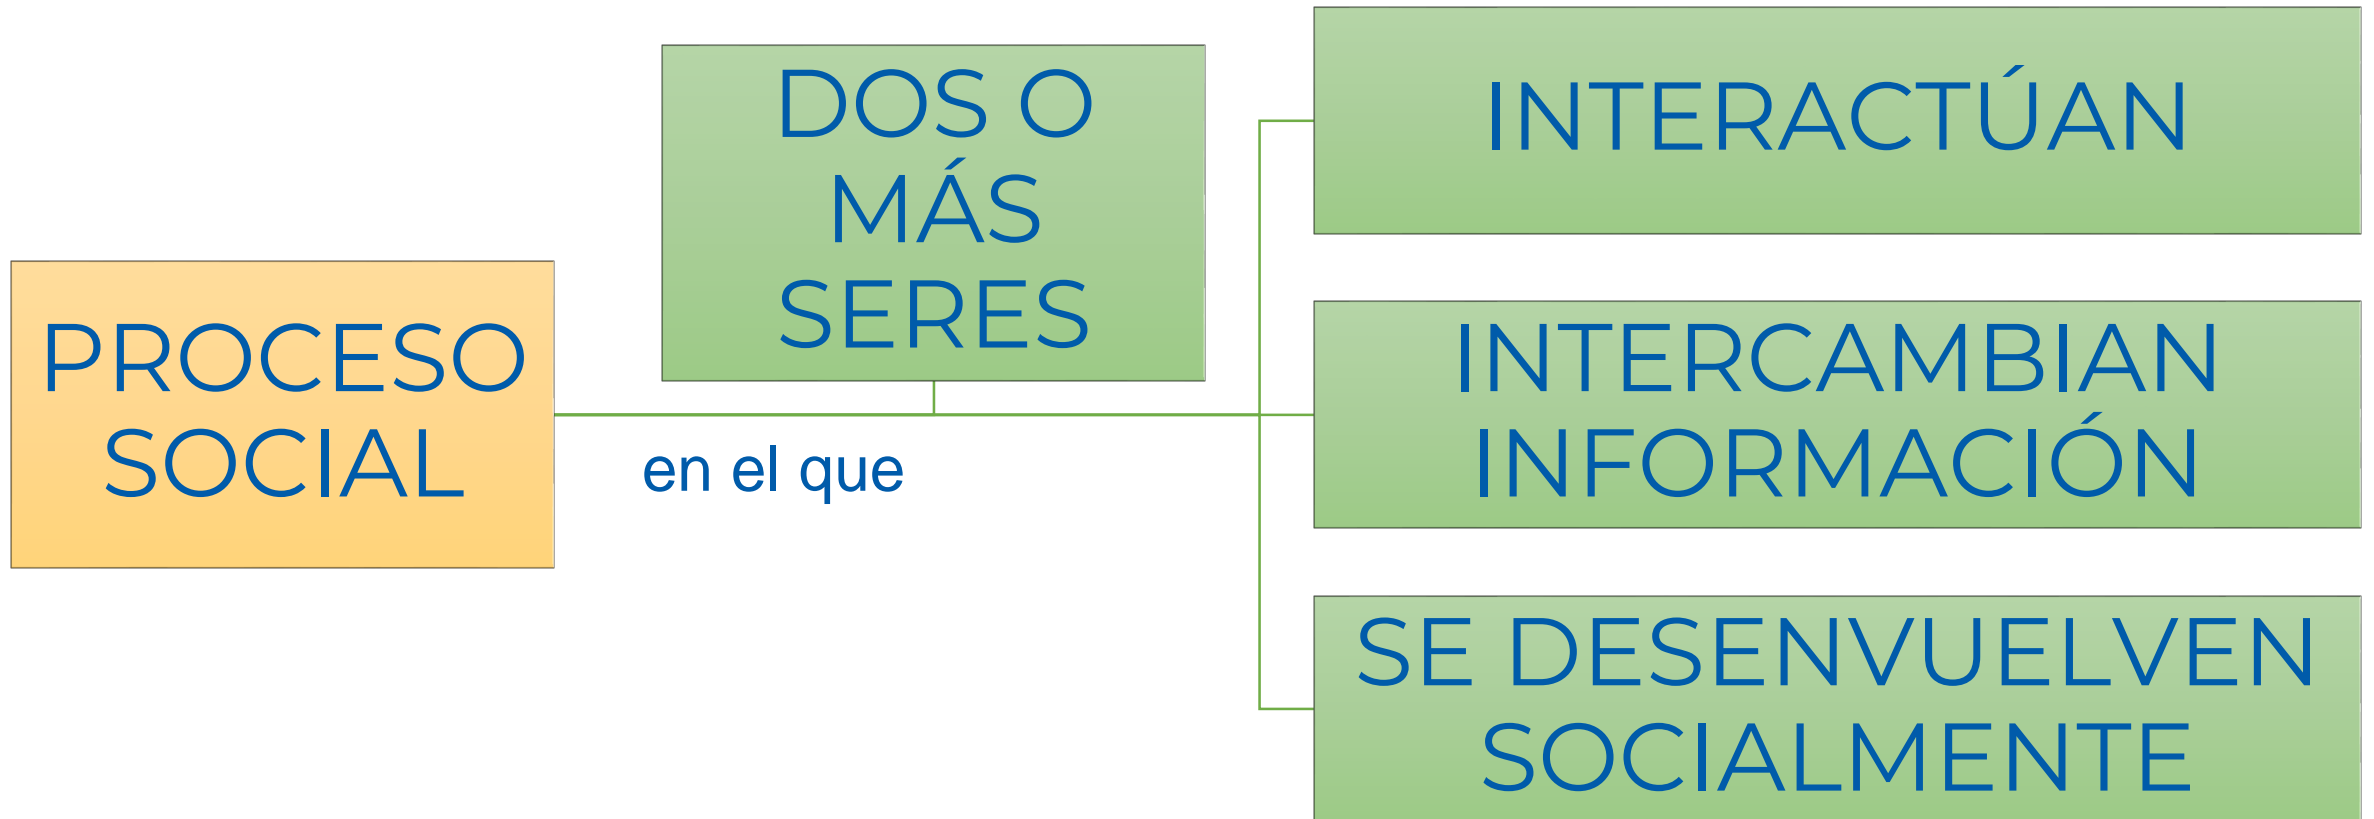 PROCESO
SOCIAL
en el que
DOS O
MÁS
SERES
INTERACTÚAN
INTERCAMBIAN
INFORMACIÓN
SE DESENVUELVEN
SOCIALMENTE